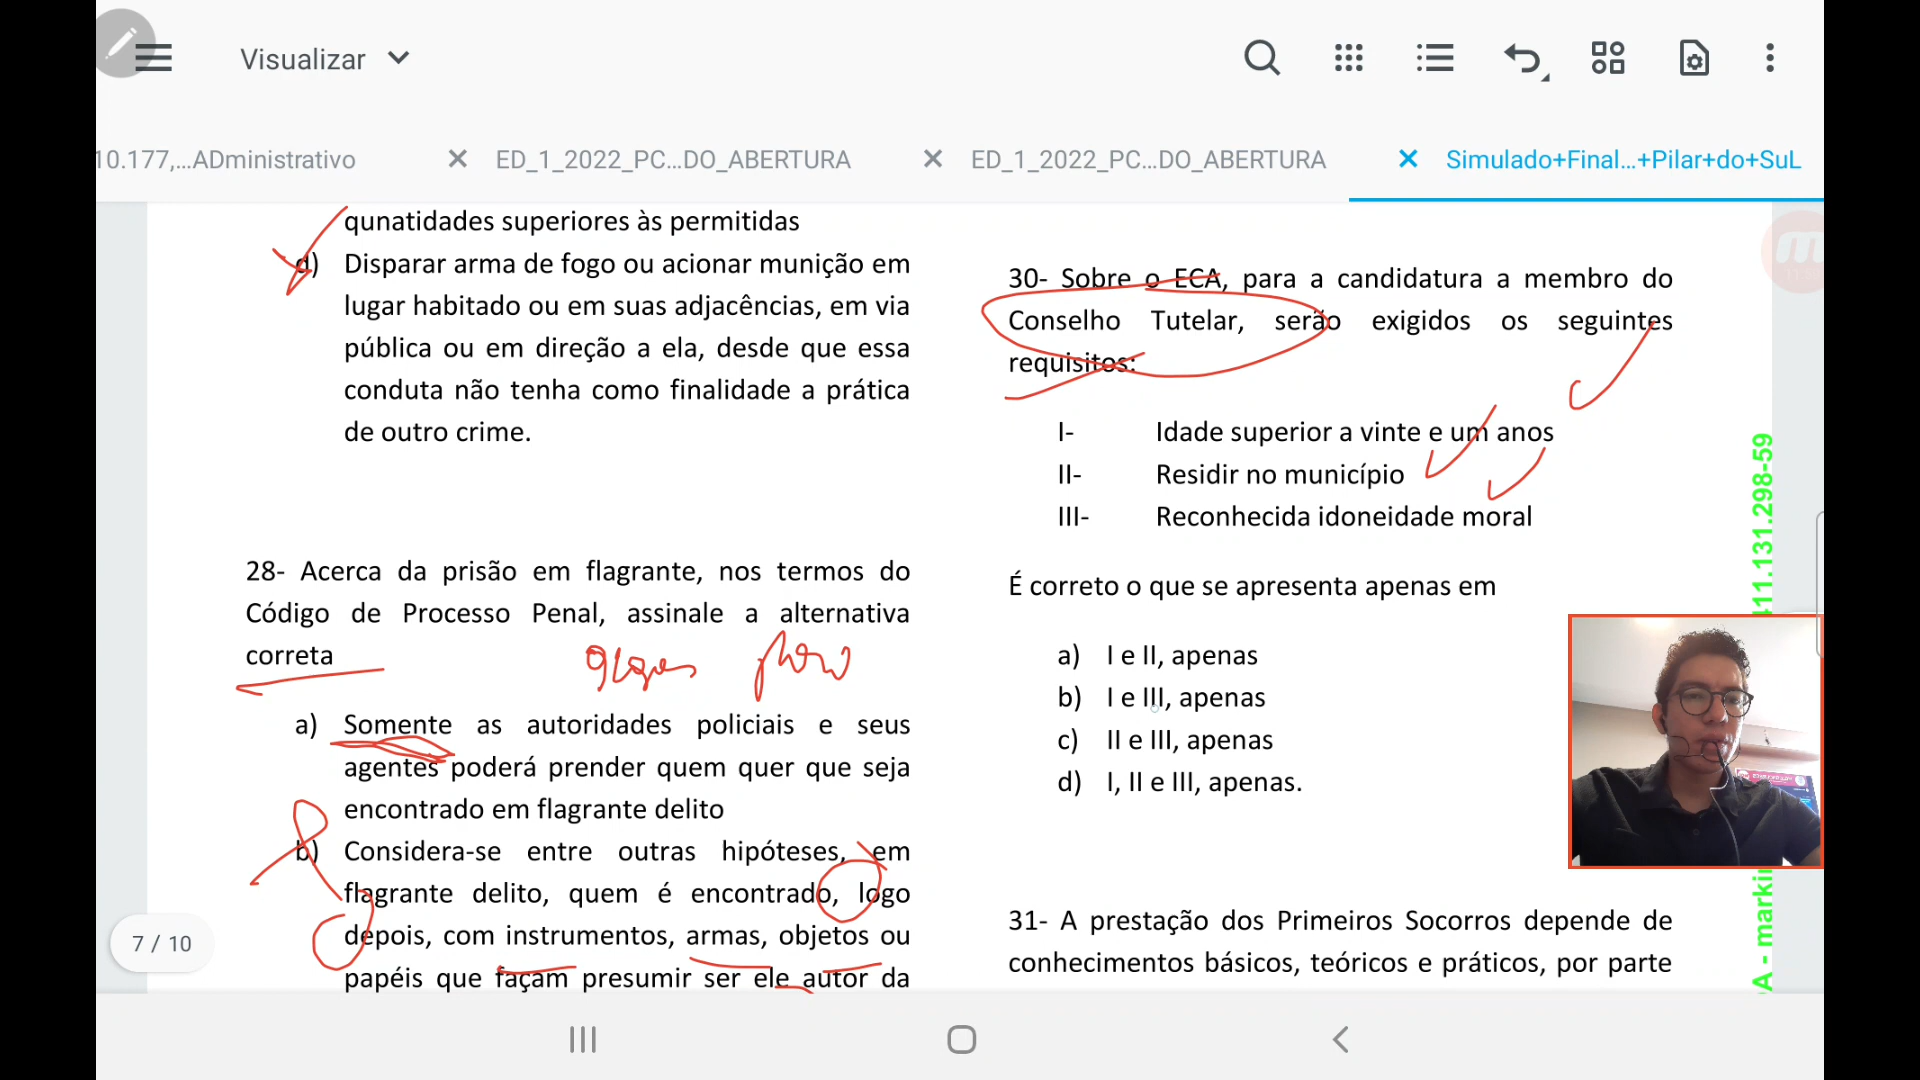 Visualizar
10.177,...ADministrativo
ED_1_2022_PC...DO_ABERTURA
ED_1_2022_PC...DO_ABERTURA
Simulado+Final...+Pilar+do+SuL
qunatidades superiores às permitidas
d) Disparar arma de fogo ou acionar munição em
lugar habitado ou em suas adjacências, em via
pública ou em direção a ela, desde que essa
conduta não tenha como finalidade a prática
de outro crime.
28- Acerca da prisão em flagrante, nos termos do
Código de Processo Penal, assinale a alternativa
correta
a) Somente as autoridades policiais e seus
agentes poderá prender quem quer que seja
encontrado em flagrante delito
b) Considera-se entre outras hipóteses, em
flagrante delito, quem é encontrado, logo
depois, com instrumentos, armas, objetos ou
papéis que façam presumir ser ele autor da
7 / 10
30- Sobre o ECA, para a candidatura a membro do
Conselho Tutelar, serão exigidos os seguintes
requisitos:
I- Idade superior a vinte e um anos
II- Residir no município
III- Reconhecida idoneidade moral
É correto o que se apresenta apenas em
a) I e II, apenas
b) I e III, apenas
c) II e III, apenas
d) I, II e III, apenas.
31- A prestação dos Primeiros Socorros depende de
conhecimentos básicos, teóricos e práticos, por parte
411.131.298-59
A - markin